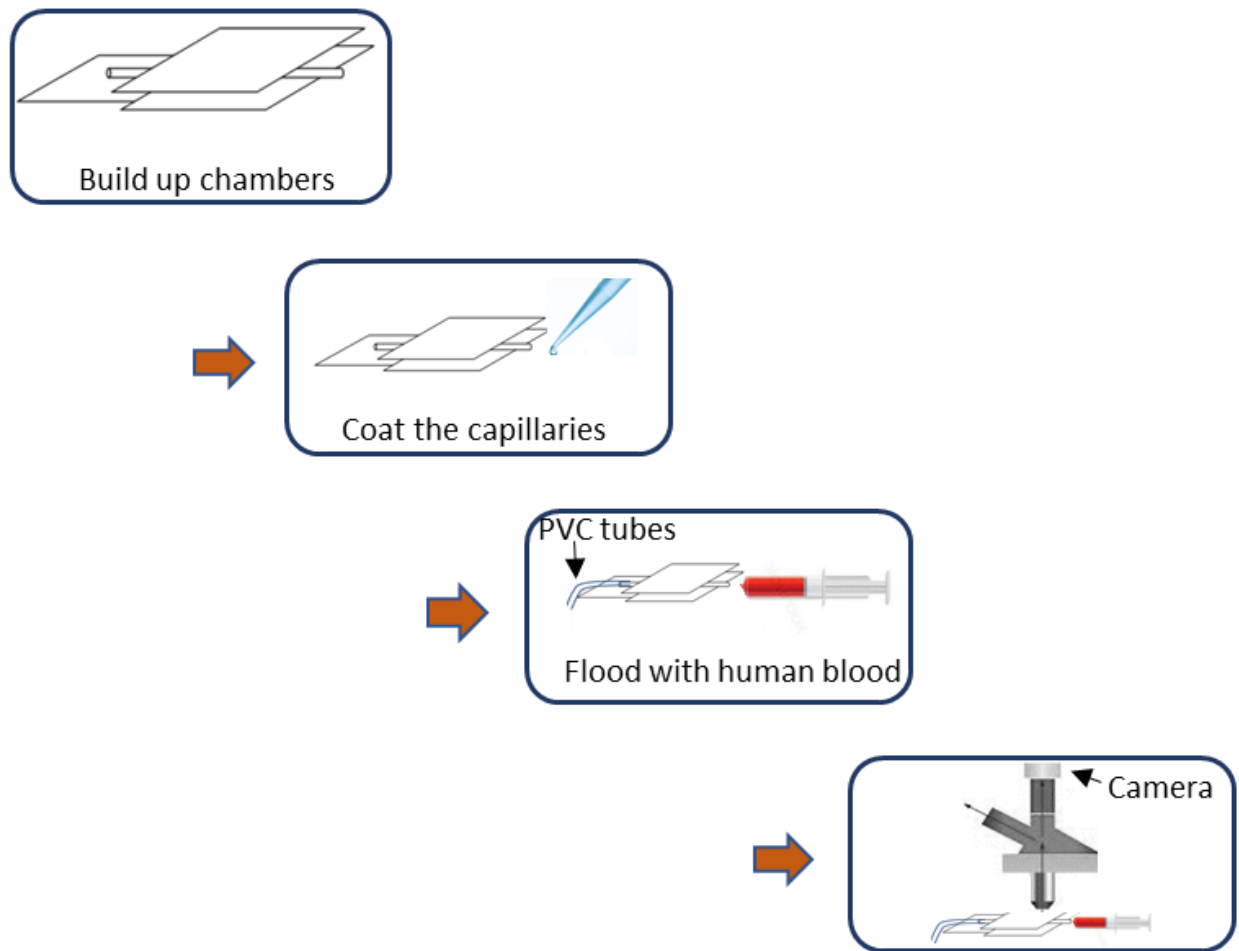 Build up chambers
Coat the capillaries
PVC tubes
Flood with human blood
Camera